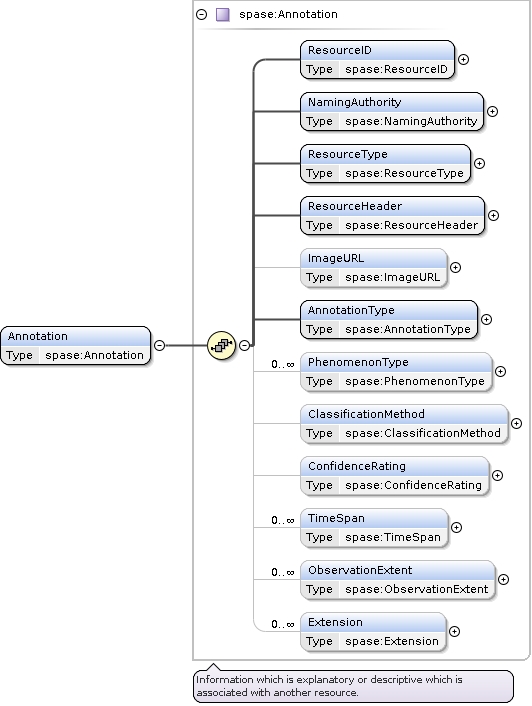 spase:Annotation
ResourceID
Type spase:ResourceID
NamingAuthority
Type spase:NamingAuthority
ResourceType
Type spase:ResourceType
ResourceHeader
Type spase:ResourceHeader
ImageURL
Type spase:ImageURL
Annotation
Type spase:Annotation
AnnotationType
Type spase:AnnotationType
0..∞
PhenomenonType
Type spase:PhenomenonType
ClassificationMethod
Type spase:ClassificationMethod
ConfidenceRating
Type spase:ConfidenceRating
0..∞
TimeSpan
Type spase:TimeSpan
0..∞
ObservationExtent
Type spase:ObservationExtent
0..∞
Extension
Type spase:Extension
Information which is explanatory or descriptive which is
associated with another resource.